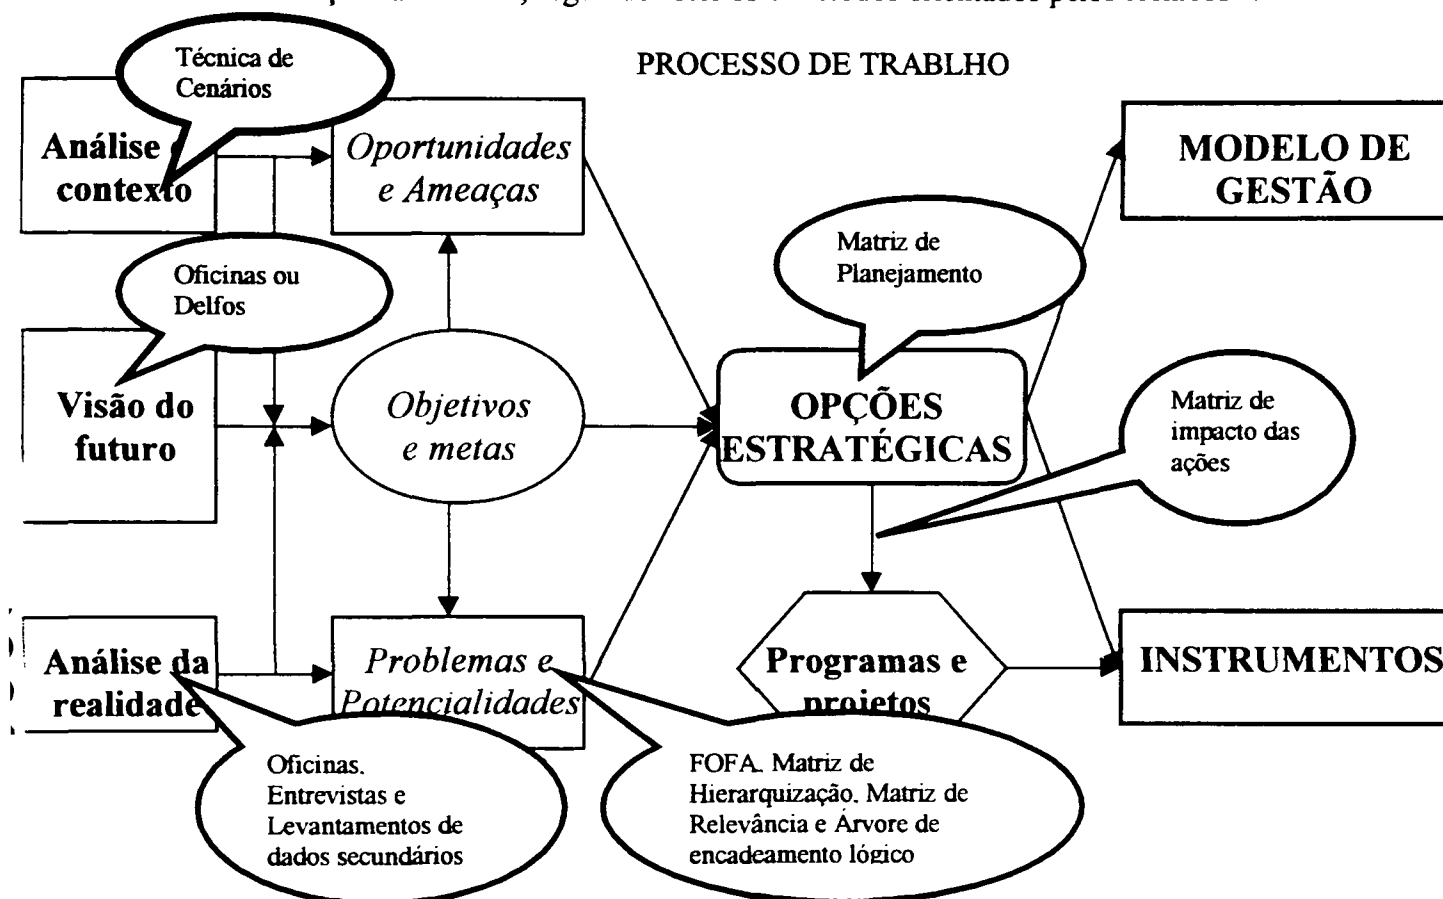 PROCESSO DE TRABLHO
Técnica de
Cenários
Análise
contexto
Oportunidades
e Ameaças
MODELO DE
GESTÃO
Matriz de
Planejamento
Oficinas ou
Delfos
Visão do
futuro
Objetivos
e metas
OPÇÕES
ESTRATÉGICAS
Matriz de
impacto das
ações
Análise da
realidade
Problemas e
Potencialidades
Programas e
projetos
INSTRUMENTOS
Oficinas.
Entrevistas e
Levantamentos de
dados secundários
FOFA. Matriz de
Hierarquização. Matriz de
Relevância e Árvore de
encadeamento lógico